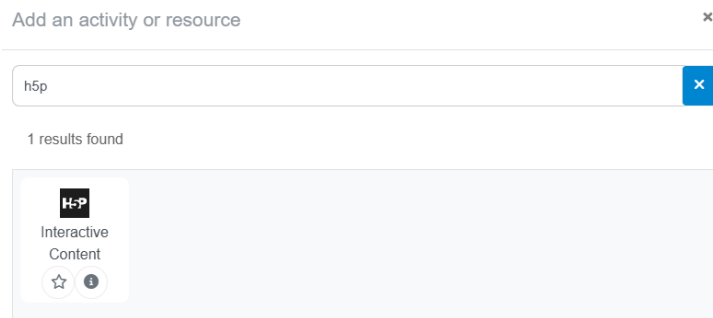 Add an activity or resource
h5p
1 results found
H5P
Interactive
Content